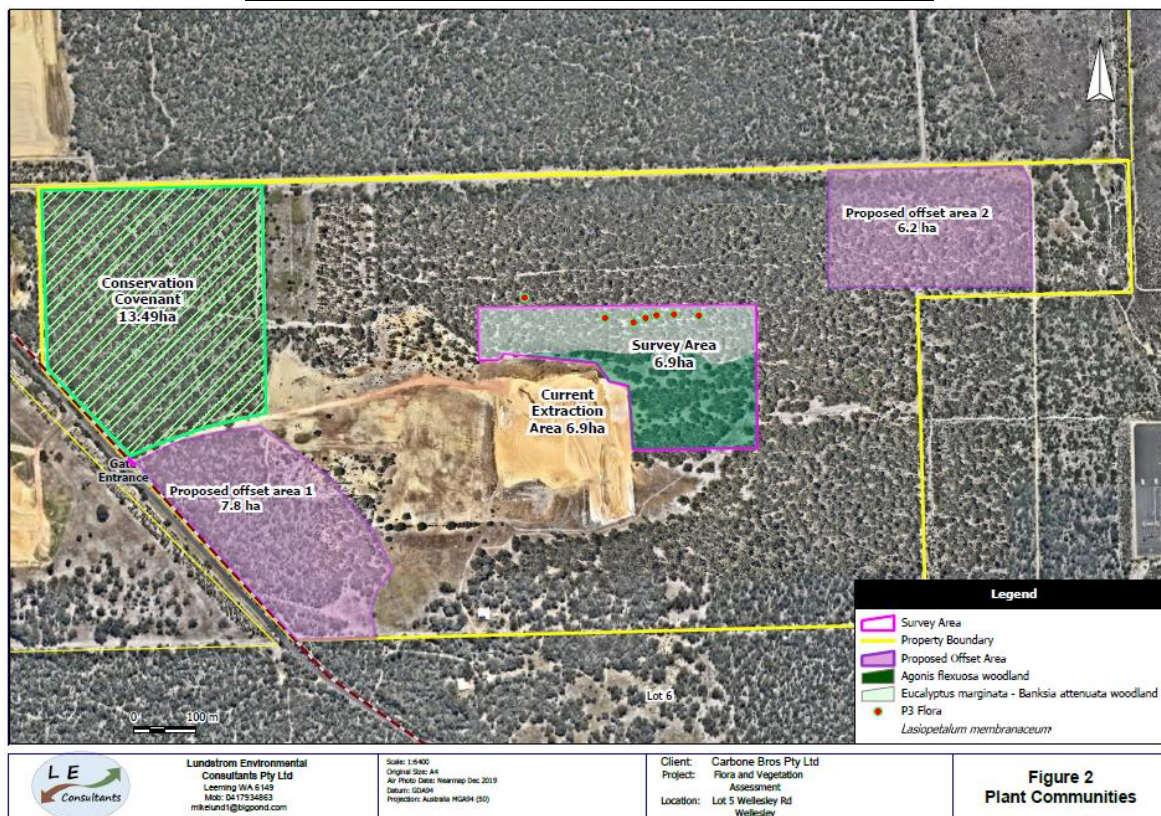 Proposed offset area 2
6.2 ha
Conservation
Covenant
13.49ha
Survey Area
6.9ha
Current
Extraction
Area 6.9ha
Gate
Entrance
Proposed offset area 1
7.8 ha
Lot 6
0 100 m
Legend
Survey Area
Property Boundary
Proposed Offset Area
Agonis flexuosa woodland
Eucalyptus marginata - Banksia attenuata woodland
P3 Flora
Lasiopetalum membranaceum
L E
Consultants
Lundstrom Environmental
Consultants Pty Ltd
Leeming WA 6149
Mob: 0417934863
mikelund1@bigpond.com
Scale: 1:6400
Original Size: A4
Air Photo Date: Nearmap Dec 2019
Datum: GDA94
Projection: Australia MGA94 (50)
Client: Carbone Bros Pty Ltd
Project: Flora and Vegetation
Assessment
Location: Lot 5 Wellesley Rd
Wellesley
Figure 2
Plant Communities